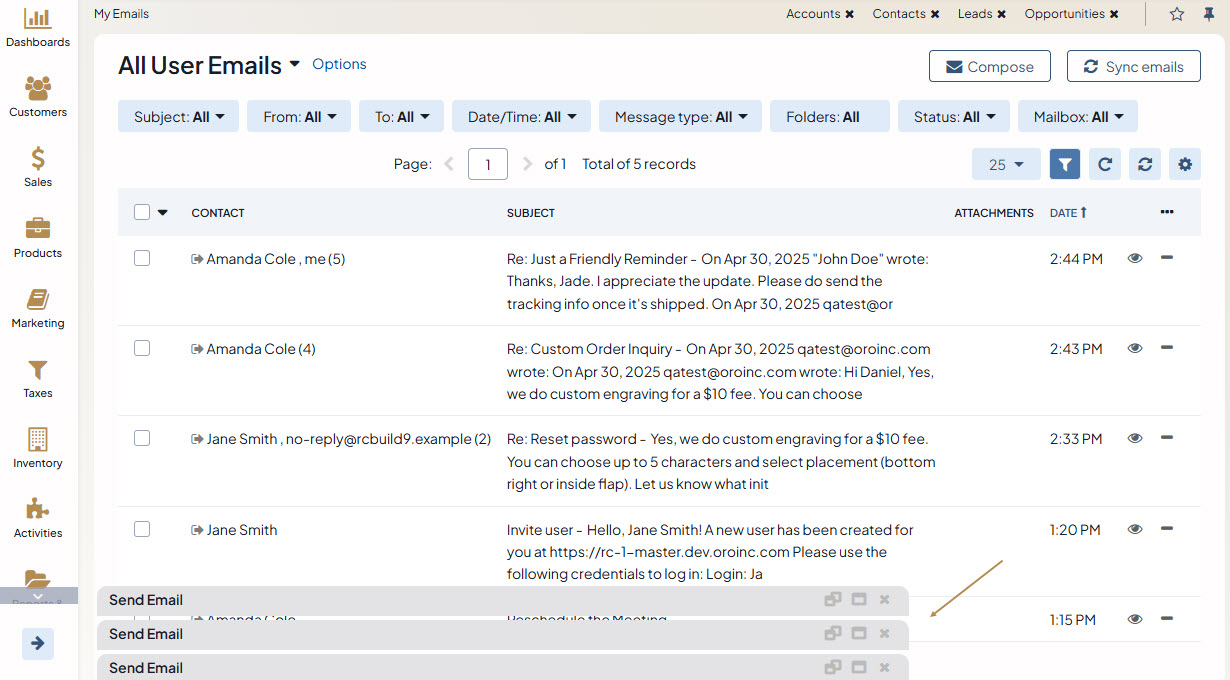 My Emails
Accounts ✖ Contacts ✖ Leads ✖ Opportunities ✖
Dashboards
Customers
Sales
Products
Marketing
Taxes
Inventory
Activities
All User Emails Options
Compose Sync emails
Subject: All From: All To: All Date/Time: All Message type: All Folders: All Status: All Mailbox: All
Page: 1 of 1 Total of 5 records 25
CONTACT SUBJECT ATTACHMENTS DATE
Amanda Cole , me (5) Re: Just a Friendly Reminder - On Apr 30, 2025 "John Doe" wrote: 2:44 PM
Thanks, Jade. I appreciate the update. Please do send the
tracking info once it's shipped. On Apr 30, 2025 qatest@or
Amanda Cole (4) Re: Custom Order Inquiry - On Apr 30, 2025 qatest@oroinc.com 2:43 PM
wrote: On Apr 30, 2025 qatest@oroinc.com wrote: Hi Daniel, Yes,
we do custom engraving for a $10 fee. You can choose
Jane Smith , no-reply@rcbuild9.example (2) Re: Reset password - Yes, we do custom engraving for a $10 fee. 2:33 PM
You can choose up to 5 characters and select placement (bottom
right or inside flap). Let us know what init
Jane Smith Invite user - Hello, Jane Smith! A new user has been created for 1:20 PM
you at https://rc-1-master.dev.oroinc.com Please use the
following credentials to log in: Login: Ja
Send Email
Amanda Cole Reschedule the Meeting 1:15 PM
Send Email
Send Email